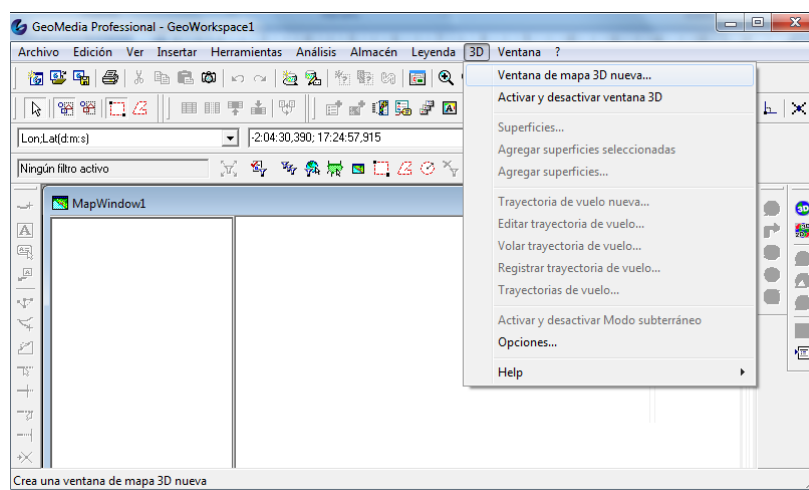 GeoMedia Professional - GeoWorkspace1
Archivo Edición Ver Insertar Herramientas Análisis Almacén Leyenda 3D Ventana ?
Ventana de mapa 3D nueva...
Activar y desactivar ventana 3D
Lon;Lat(d:m:s) -2:04:30,390; 17:24:57,915
Superficies...
Agregar superficies seleccionadas
Ningún filtro activo
Agregar superficies...
MapWindow1
Trayectoria de vuelo nueva...
Editar trayectoria de vuelo...
Volar trayectoria de vuelo...
Registrar trayectoria de vuelo...
Trayectorias de vuelo...
Activar y desactivar Modo subterráneo
Opciones...
Help
Crea una ventana de mapa 3D nueva